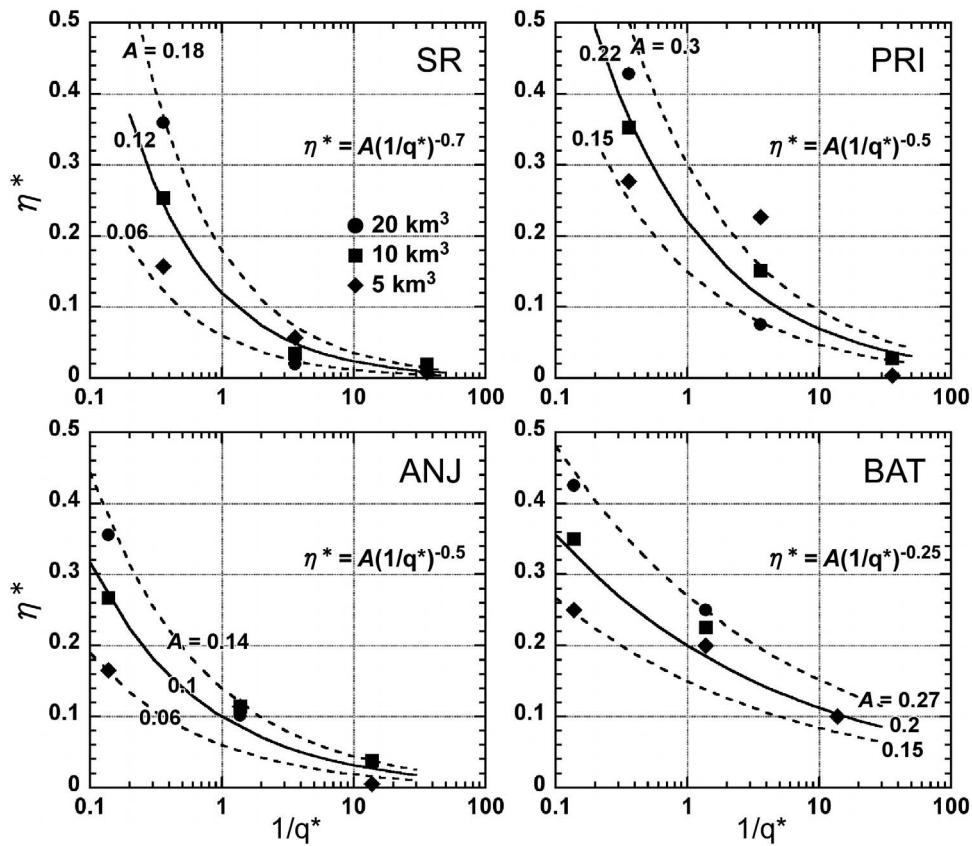 A = 0.18
SR
0.5
0.4
0.3
0.2
0.1
0
η*
0.12
0.06
η* = A(1/q*)-0.7
20 km3
10 km3
5 km3
0.1
1
10
100
0.22
A = 0.3
PRI
0.15
η* = A(1/q*)-0.5
0.5
0.4
0.3
0.2
0.1
0
0.1
1
10
100
ANJ
0.5
0.4
0.3
0.2
0.1
0
η*
η* = A(1/q*)-0.5
A = 0.14
0.1
0.06
0.1
1
10
100
1/q*
BAT
0.5
0.4
0.3
0.2
0.1
0
η* = A(1/q*)-0.25
A = 0.27
0.2
0.15
0.1
1
10
100
1/q*